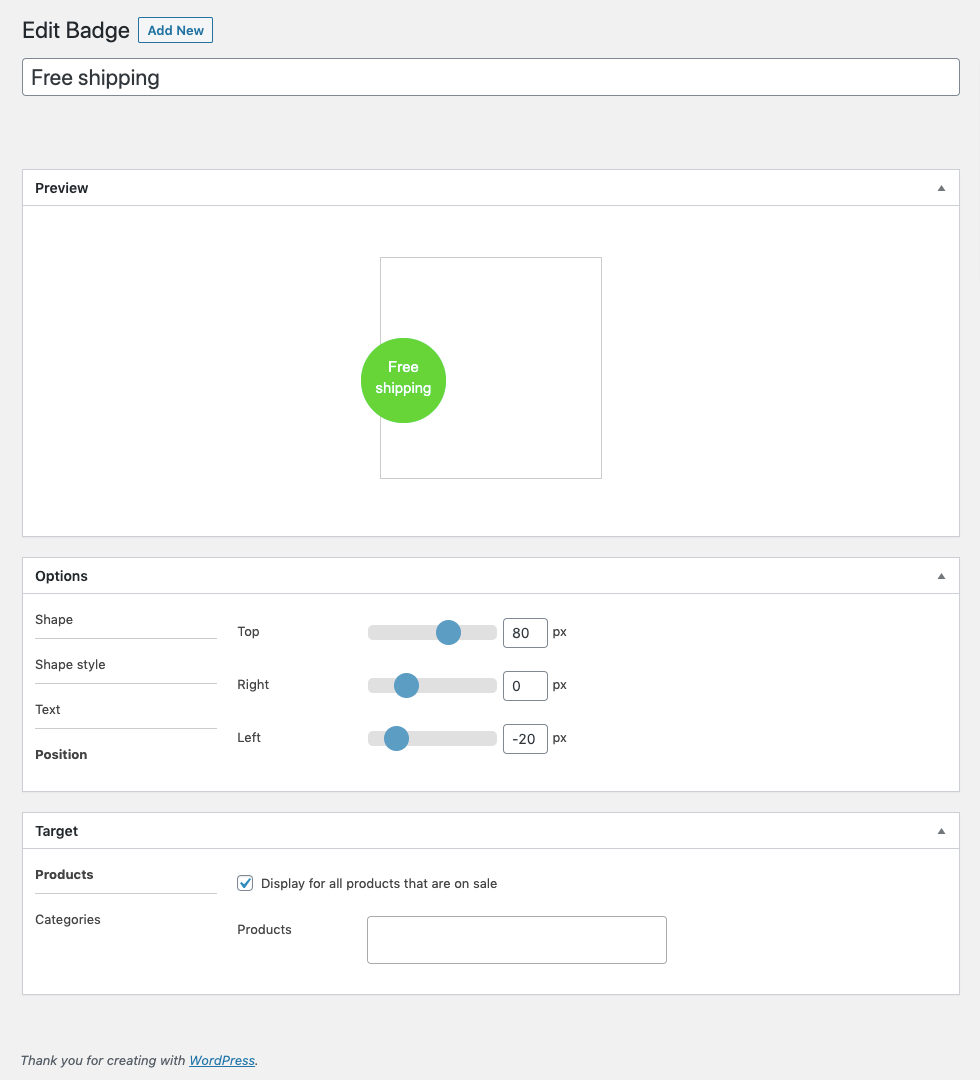 Edit Badge Add New
Free shipping
Preview
Free
shipping
Options
Shape
Shape style
Text
Position
Top 80 px
Right 0 px
Left -20 px
Target
Products
Categories
Display for all products that are on sale
Products
Thank you for creating with WordPress.